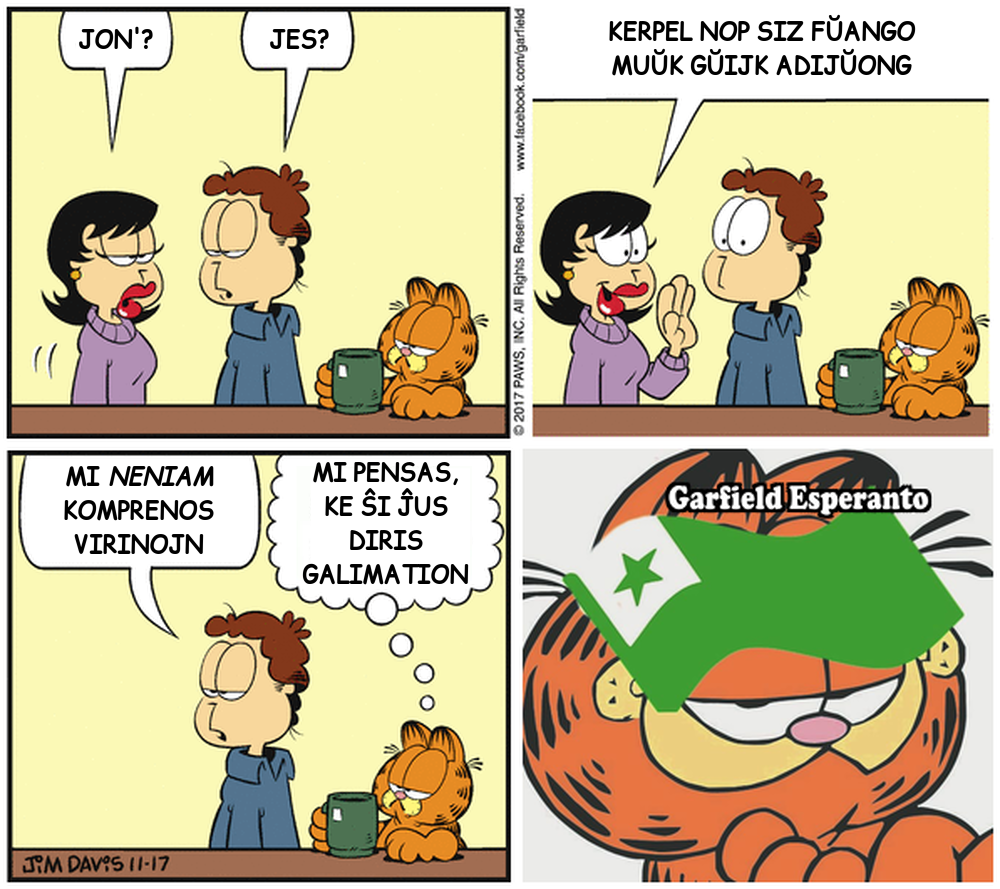 JON'?
JES?
© 2017 PAWS, INC. All Rights Reserved. www.facebook.com/garfield
KERPEL NOP SIZ FŬANGO
MUŬK GŬIJK ADIJŬONG
MI NENIAM
KOMPRENOS
VIRINOJN
MI PENSAS,
KE ŜI ĴUS
DIRIS
GALIMATION
JIM DAVIS 11-17
Garfield Esperanto